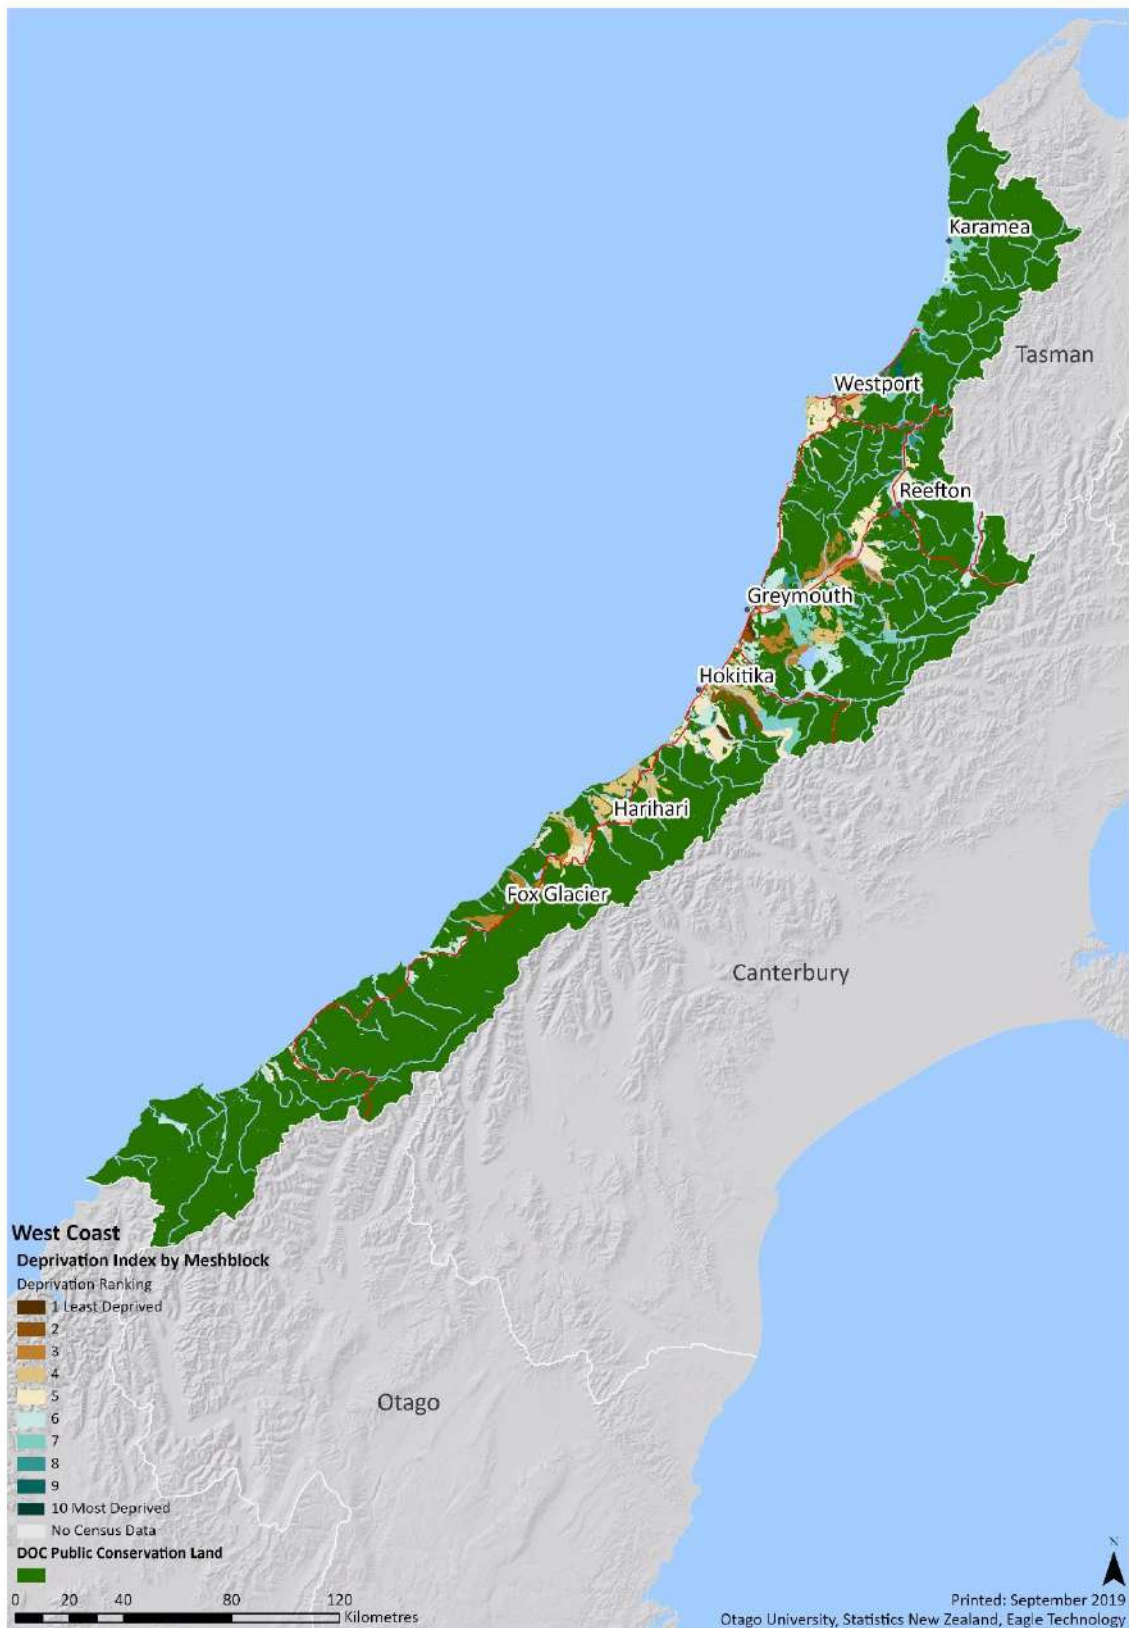 Karamea
Tasman
Westport
Reefton
Greymouth
Hokitika
Harihari
Fox Glacier
Canterbury
Otago
West Coast
Deprivation Index by Meshblock
Deprivation Ranking
1 Least Deprived
2
3
4
5
6
7
8
9
10 Most Deprived
No Census Data
DOC Public Conservation Land
0 20 40 80 120
Kilometres
N
Printed: September 2019
Otago University, Statistics New Zealand, Eagle Technology